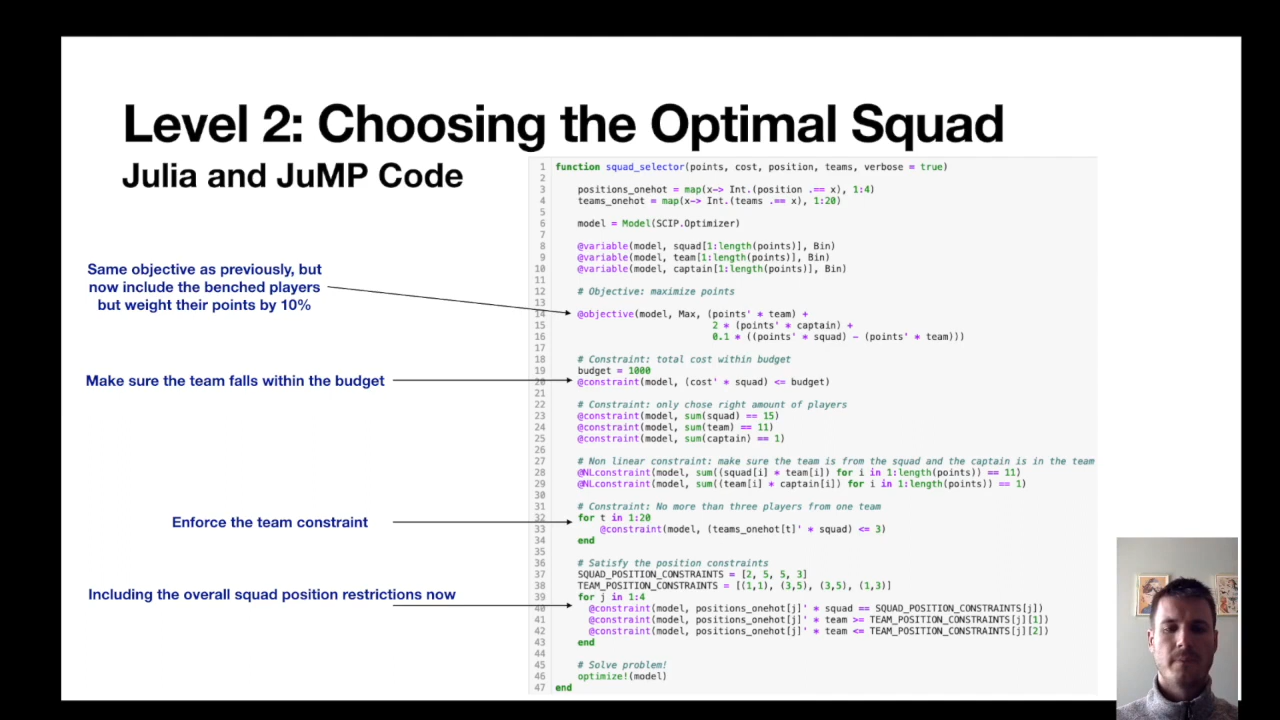 Level 2: Choosing the Optimal Squad
Julia and JuMP Code
Same objective as previously, but
now include the benched players
but weight their points by 10%
Make sure the team falls within the budget
Enforce the team constraint
Including the overall squad position restrictions now
1 function squad_selector(points, cost, position, teams, verbose = true)
2
3 positions_onehot = map(x-> Int.(position .== x), 1:4)
4 teams_onehot = map(x-> Int.(teams .== x), 1:20)
5
6 model = Model(SCIP.Optimizer)
7
8 @variable(model, squad[1:length(points)], Bin)
9 @variable(model, team[1:length(points)], Bin)
10 @variable(model, captain[1:length(points)], Bin)
11
12 # Objective: maximize points
13
14 @objective(model, Max, (points' * team) +
15 2 * (points' * captain) +
16 0.1 * ((points' * squad) - (points' * team)))
17
18 # Constraint: total cost within budget
19 budget = 1000
20 @constraint(model, (cost' * squad) <= budget)
21
22 # Constraint: only chose right amount of players
23 @constraint(model, sum(squad) == 15)
24 @constraint(model, sum(team) == 11)
25 @constraint(model, sum(captain) == 1)
26
27 # Non linear constraint: make sure the team is from the squad and the captain is in the team
28 @NLconstraint(model, sum((squad[i] * team[i]) for i in 1:length(points)) == 11)
29 @NLconstraint(model, sum((team[i] * captain[i]) for i in 1:length(points)) == 1)
30
31 # Constraint: No more than three players from one team
32 for t in 1:20
33 @constraint(model, (teams_onehot[t]' * squad) <= 3)
34 end
35
36 # Satisfy the position constraints
37 SQUAD_POSITION_CONSTRAINTS = [2, 5, 5, 3]
38 TEAM_POSITION_CONSTRAINTS = [(1,1), (3,5), (3,5), (1,3)]
39 for j in 1:4
40 @constraint(model, positions_onehot[j]' * squad == SQUAD_POSITION_CONSTRAINTS[j])
41 @constraint(model, positions_onehot[j]' * team >= TEAM_POSITION_CONSTRAINTS[j][1])
42 @constraint(model, positions_onehot[j]' * team <= TEAM_POSITION_CONSTRAINTS[j][2])
43 end
44
45 # Solve problem!
46 optimize!(model)
47 end